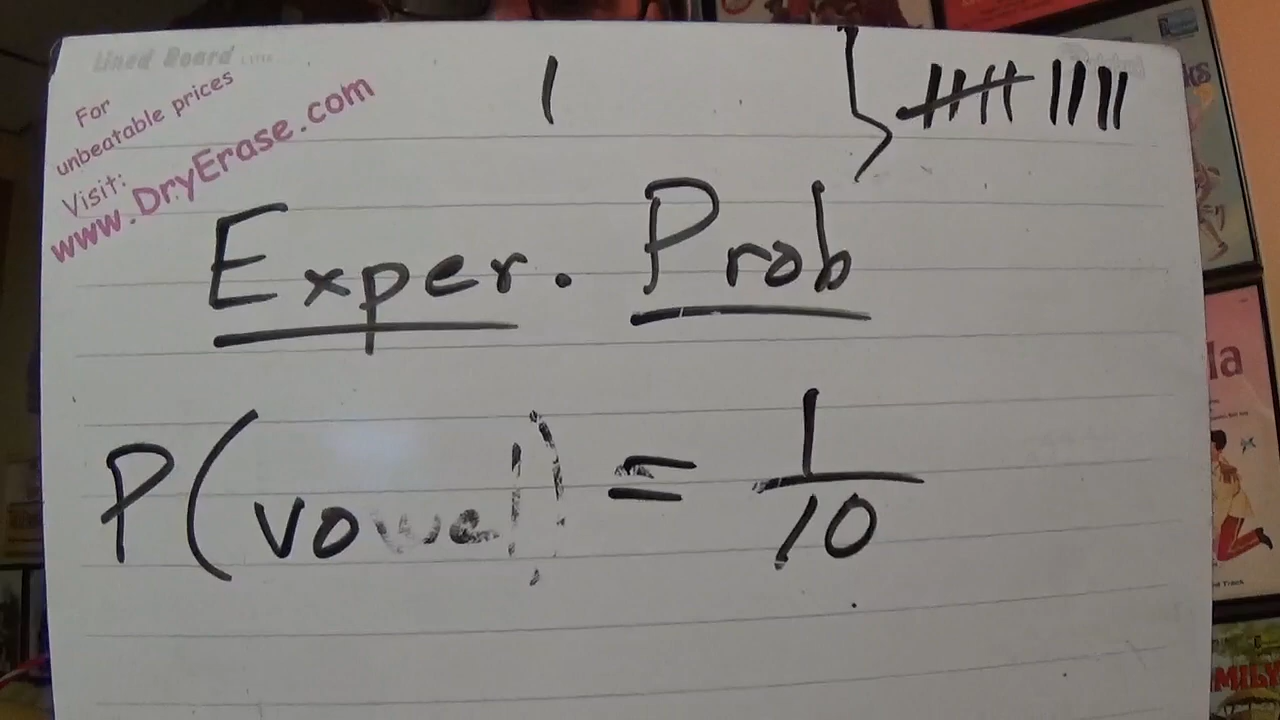 Lined Board
For
unbeatable prices
Visit:
www.DryErase.com
1
Exper. Prob
P(vowel) = 1/10